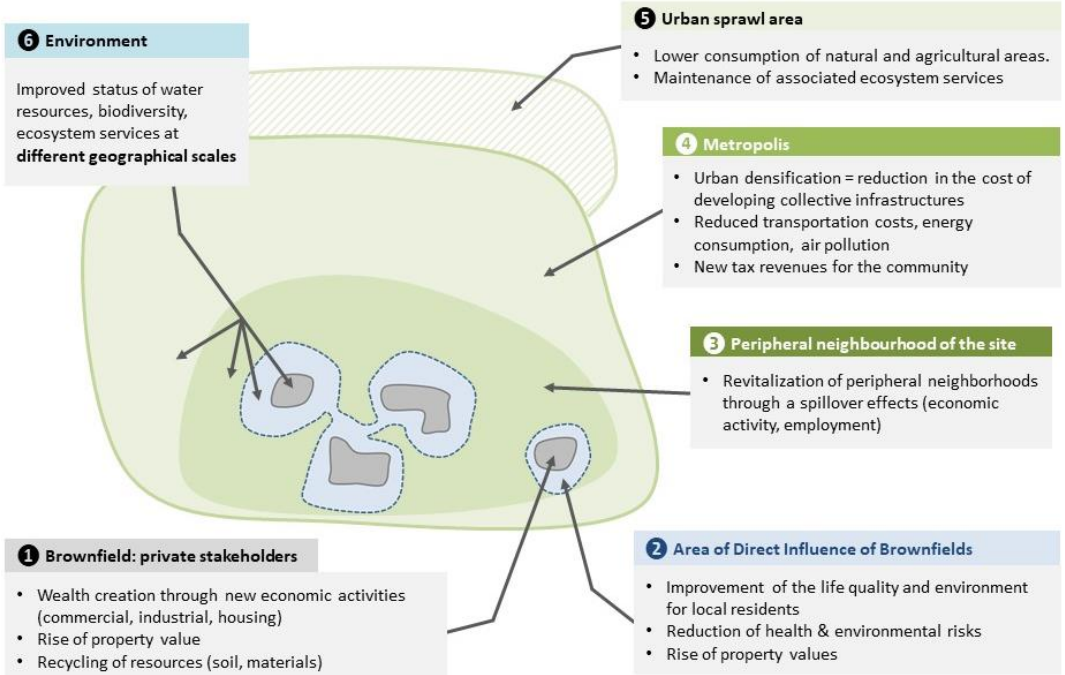 ❻ Environment
Improved status of water
resources, biodiversity,
ecosystem services at
different geographical scales
❺ Urban sprawl area
• Lower consumption of natural and agricultural areas.
• Maintenance of associated ecosystem services
❹ Metropolis
• Urban densification = reduction in the cost of
developing collective infrastructures
• Reduced transportation costs, energy
consumption, air pollution
• New tax revenues for the community
❸ Peripheral neighbourhood of the site
• Revitalization of peripheral neighborhoods
through a spillover effects (economic
activity, employment)
❶ Brownfield: private stakeholders
• Wealth creation through new economic activities
(commercial, industrial, housing)
• Rise of property value
• Recycling of resources (soil, materials)
❷ Area of Direct Influence of Brownfields
• Improvement of the life quality and environment
for local residents
• Reduction of health & environmental risks
• Rise of property values